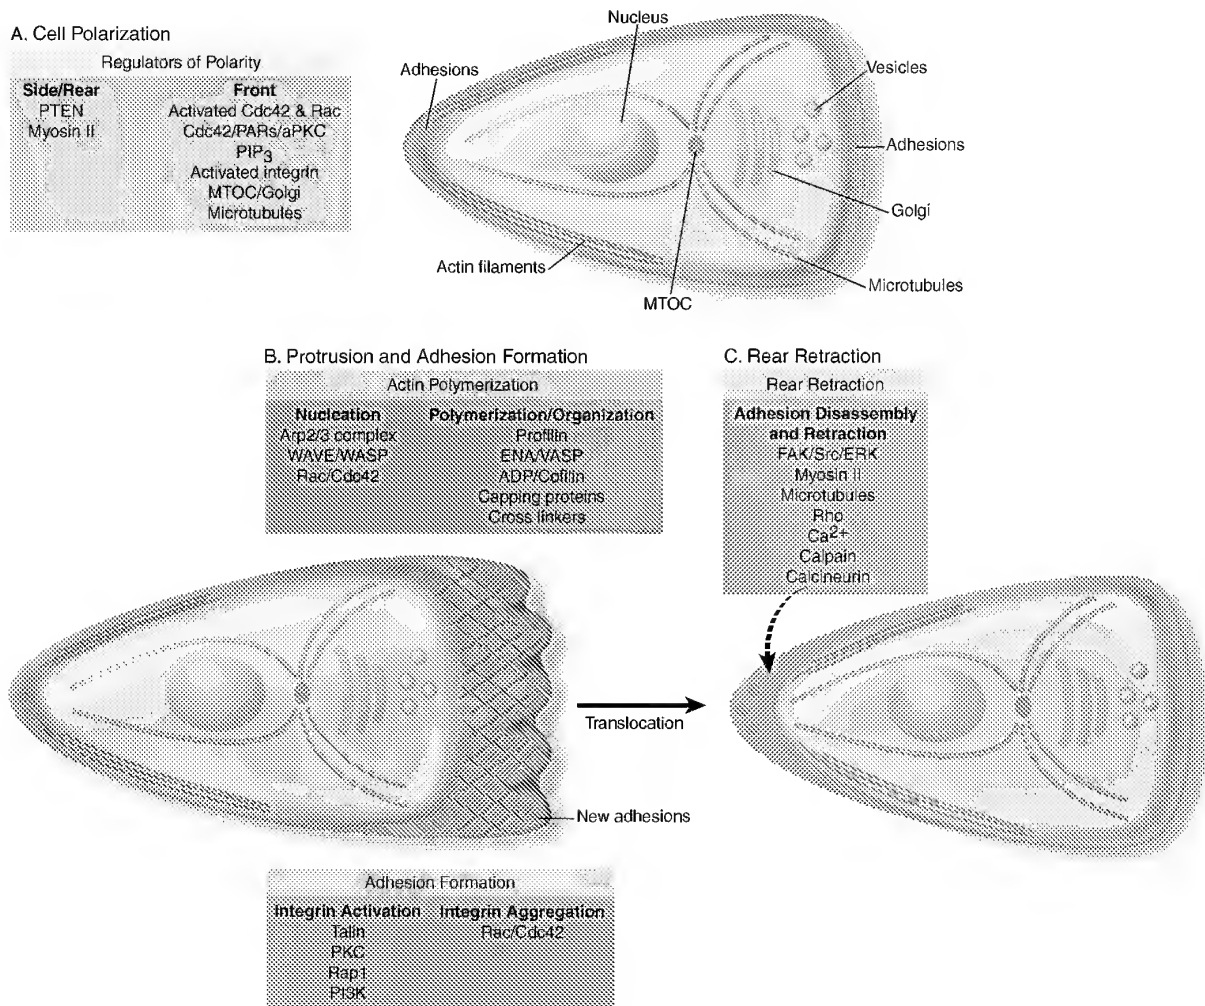 A. Cell Polarization
Regulators of Polarity
Side/Rear
PTEN
Myosin II
Front
Activated Cdc42 & Rac
Cdc42/PARs/aPKC
PIP3
Activated integrin
MTOC/Golgi
Microtubules
Nucleus
Adhesions
Vesicles
Adhesions
Golgi
Actin filaments
Microtubules
MTOC
B. Protrusion and Adhesion Formation
Actin Polymerization
Nucleation
Arp2/3 complex
WAVE/WASP
Rac/Cdc42
Polymerization/Organization
Profilin
ENA/VASP
ADP/Cofilin
Capping proteins
Cross linkers
C. Rear Retraction
Rear Retraction
Adhesion Disassembly
and Retraction
FAK/Src/ERK
Myosin II
Microtubules
Rho
Ca2+
Calpain
Calcineurin
Translocation
New adhesions
Adhesion Formation
Integrin Activation
Talin
PKC
Rap1
PI3K
Integrin Aggregation
Rac/Cdc42